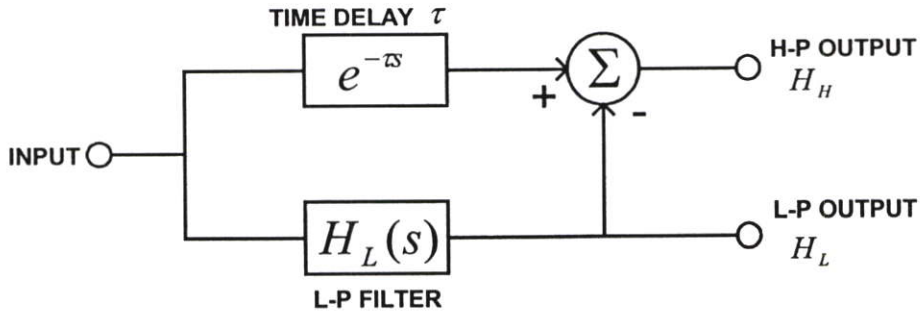 TIME DELAY τ
e^{-τs}
Σ
+
-
H-P OUTPUT
H_H
INPUT
H_L(s)
L-P FILTER
L-P OUTPUT
H_L